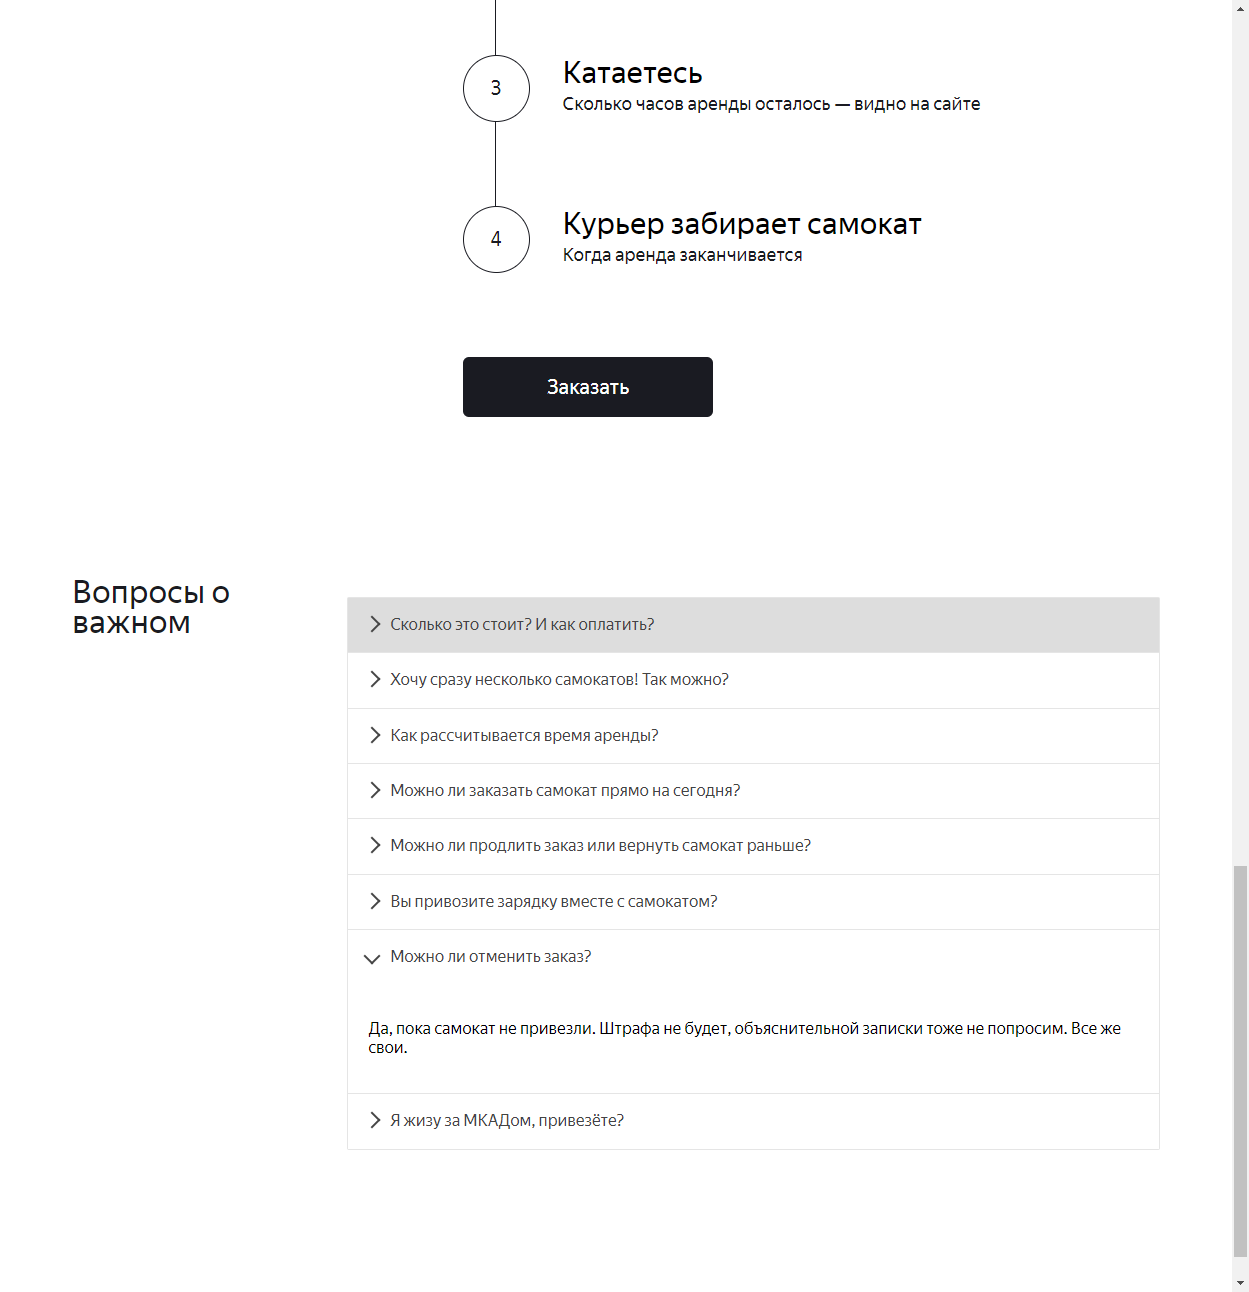 3
Катаетесь
Сколько часов аренды осталось — видно на сайте
4
Курьер забирает самокат
Когда аренда заканчивается
Заказать
Вопросы о
важном
Сколько это стоит? И как оплатить?
Хочу сразу несколько самокатов! Так можно?
Как рассчитывается время аренды?
Можно ли заказать самокат прямо на сегодня?
Можно ли продлить заказ или вернуть самокат раньше?
Вы привозите зарядку вместе с самокатом?
Можно ли отменить заказ?
Да, пока самокат не привезли. Штрафа не будет, объяснительной записки тоже не попросим. Все же
свои.
Я жизу за МКАДом, привезёте?